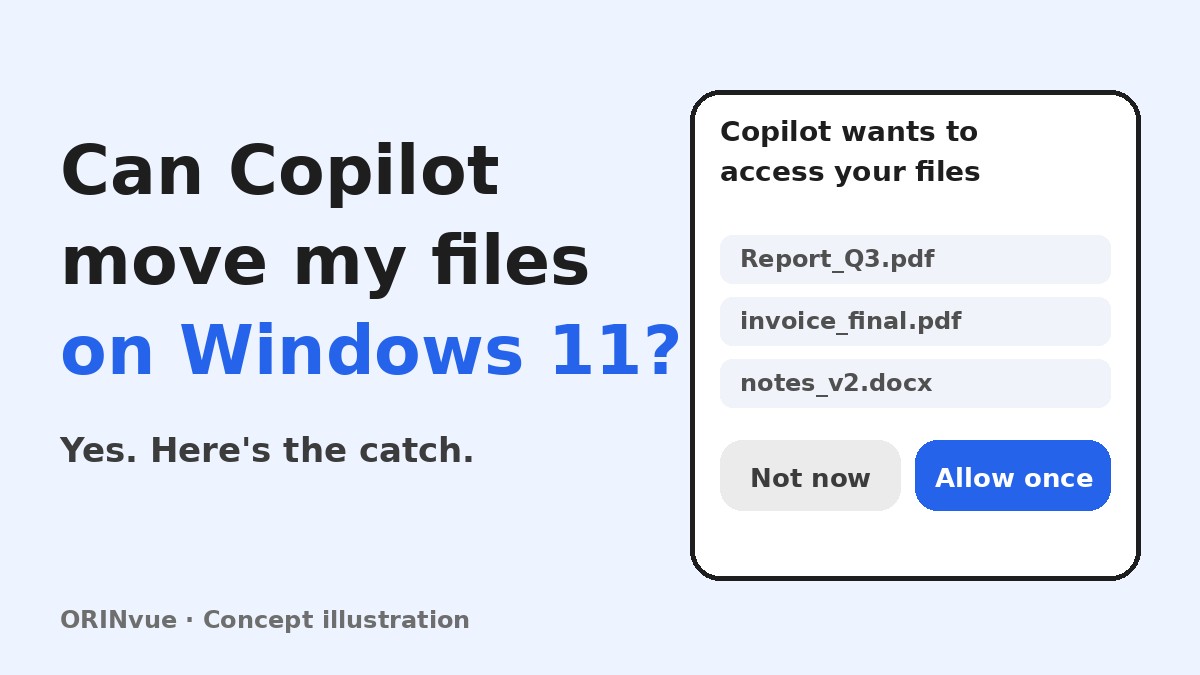 Can Copilot
move my files
on Windows 11?
Yes. Here's the catch.
ORINvue · Concept illustration
Copilot wants to
access your files
Report_Q3.pdf
invoice_final.pdf
notes_v2.docx
Not now
Allow once